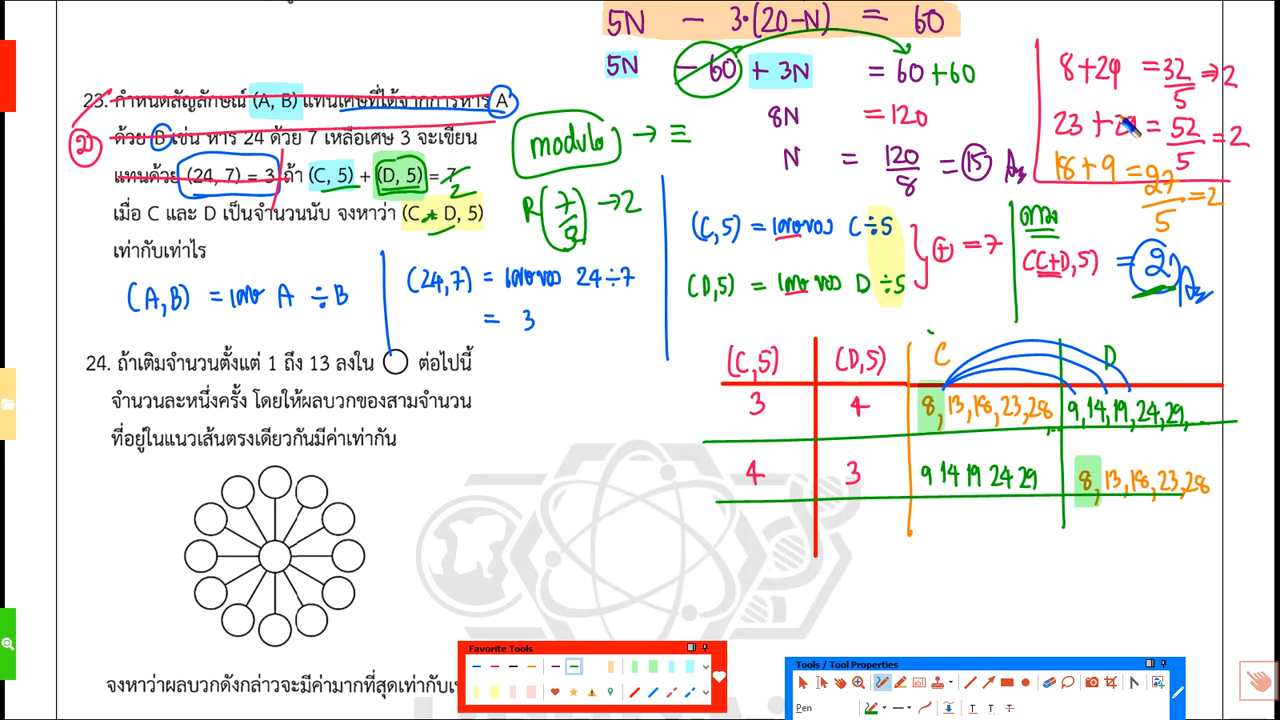 5N - 3·(20-N) = 60
5N - 60 + 3N = 60 + 60
8N = 120
N = 120/8 = 15 Ans
8 + 24 = 32/5 ⇒ 2
= 52/5 = 2
18 + 9 = 27/5 = 2
23. กำหนดสัญลักษณ์ (A, B) แทนเศษที่ได้จากการหาร A
ด้วย B เช่น หาร 24 ด้วย 7 เหลือเศษ 3 จะเขียน
แทนด้วย (24, 7) = 3 ถ้า (C, 5) + (D, 5) = 7
เมื่อ C และ D เป็นจำนวนนับ จงหาว่า (C + D, 5)
เท่ากับเท่าไร
modulo → ≡
→ 2
(A,B) = เศษ A ÷ B
(24,7) = เศษของ 24÷7
= 3
(C,5) = เศษของ C÷5
(D,5) = เศษของ D÷5
+ = 7
ถาม
(C+D,5) = 2 Ans
(C,5) (D,5) C D
3 4 8, 13, 18, 23, 28 9, 14, 19, 24, 29, ...
4 3 9 14 19 24 29 8, 13, 18, 23, 28
24. ถ้าเติมจำนวนตั้งแต่ 1 ถึง 13 ลงใน ◯ ต่อไปนี้
จำนวนละหนึ่งครั้ง โดยให้ผลบวกของสามจำนวน
ที่อยู่ในแนวเส้นตรงเดียวกันมีค่าเท่ากัน
จงหาว่าผลบวกดังกล่าวจะมีค่ามากที่สุดเท่ากับเ
Favorite Tools
Tools / Tool Properties
Pen